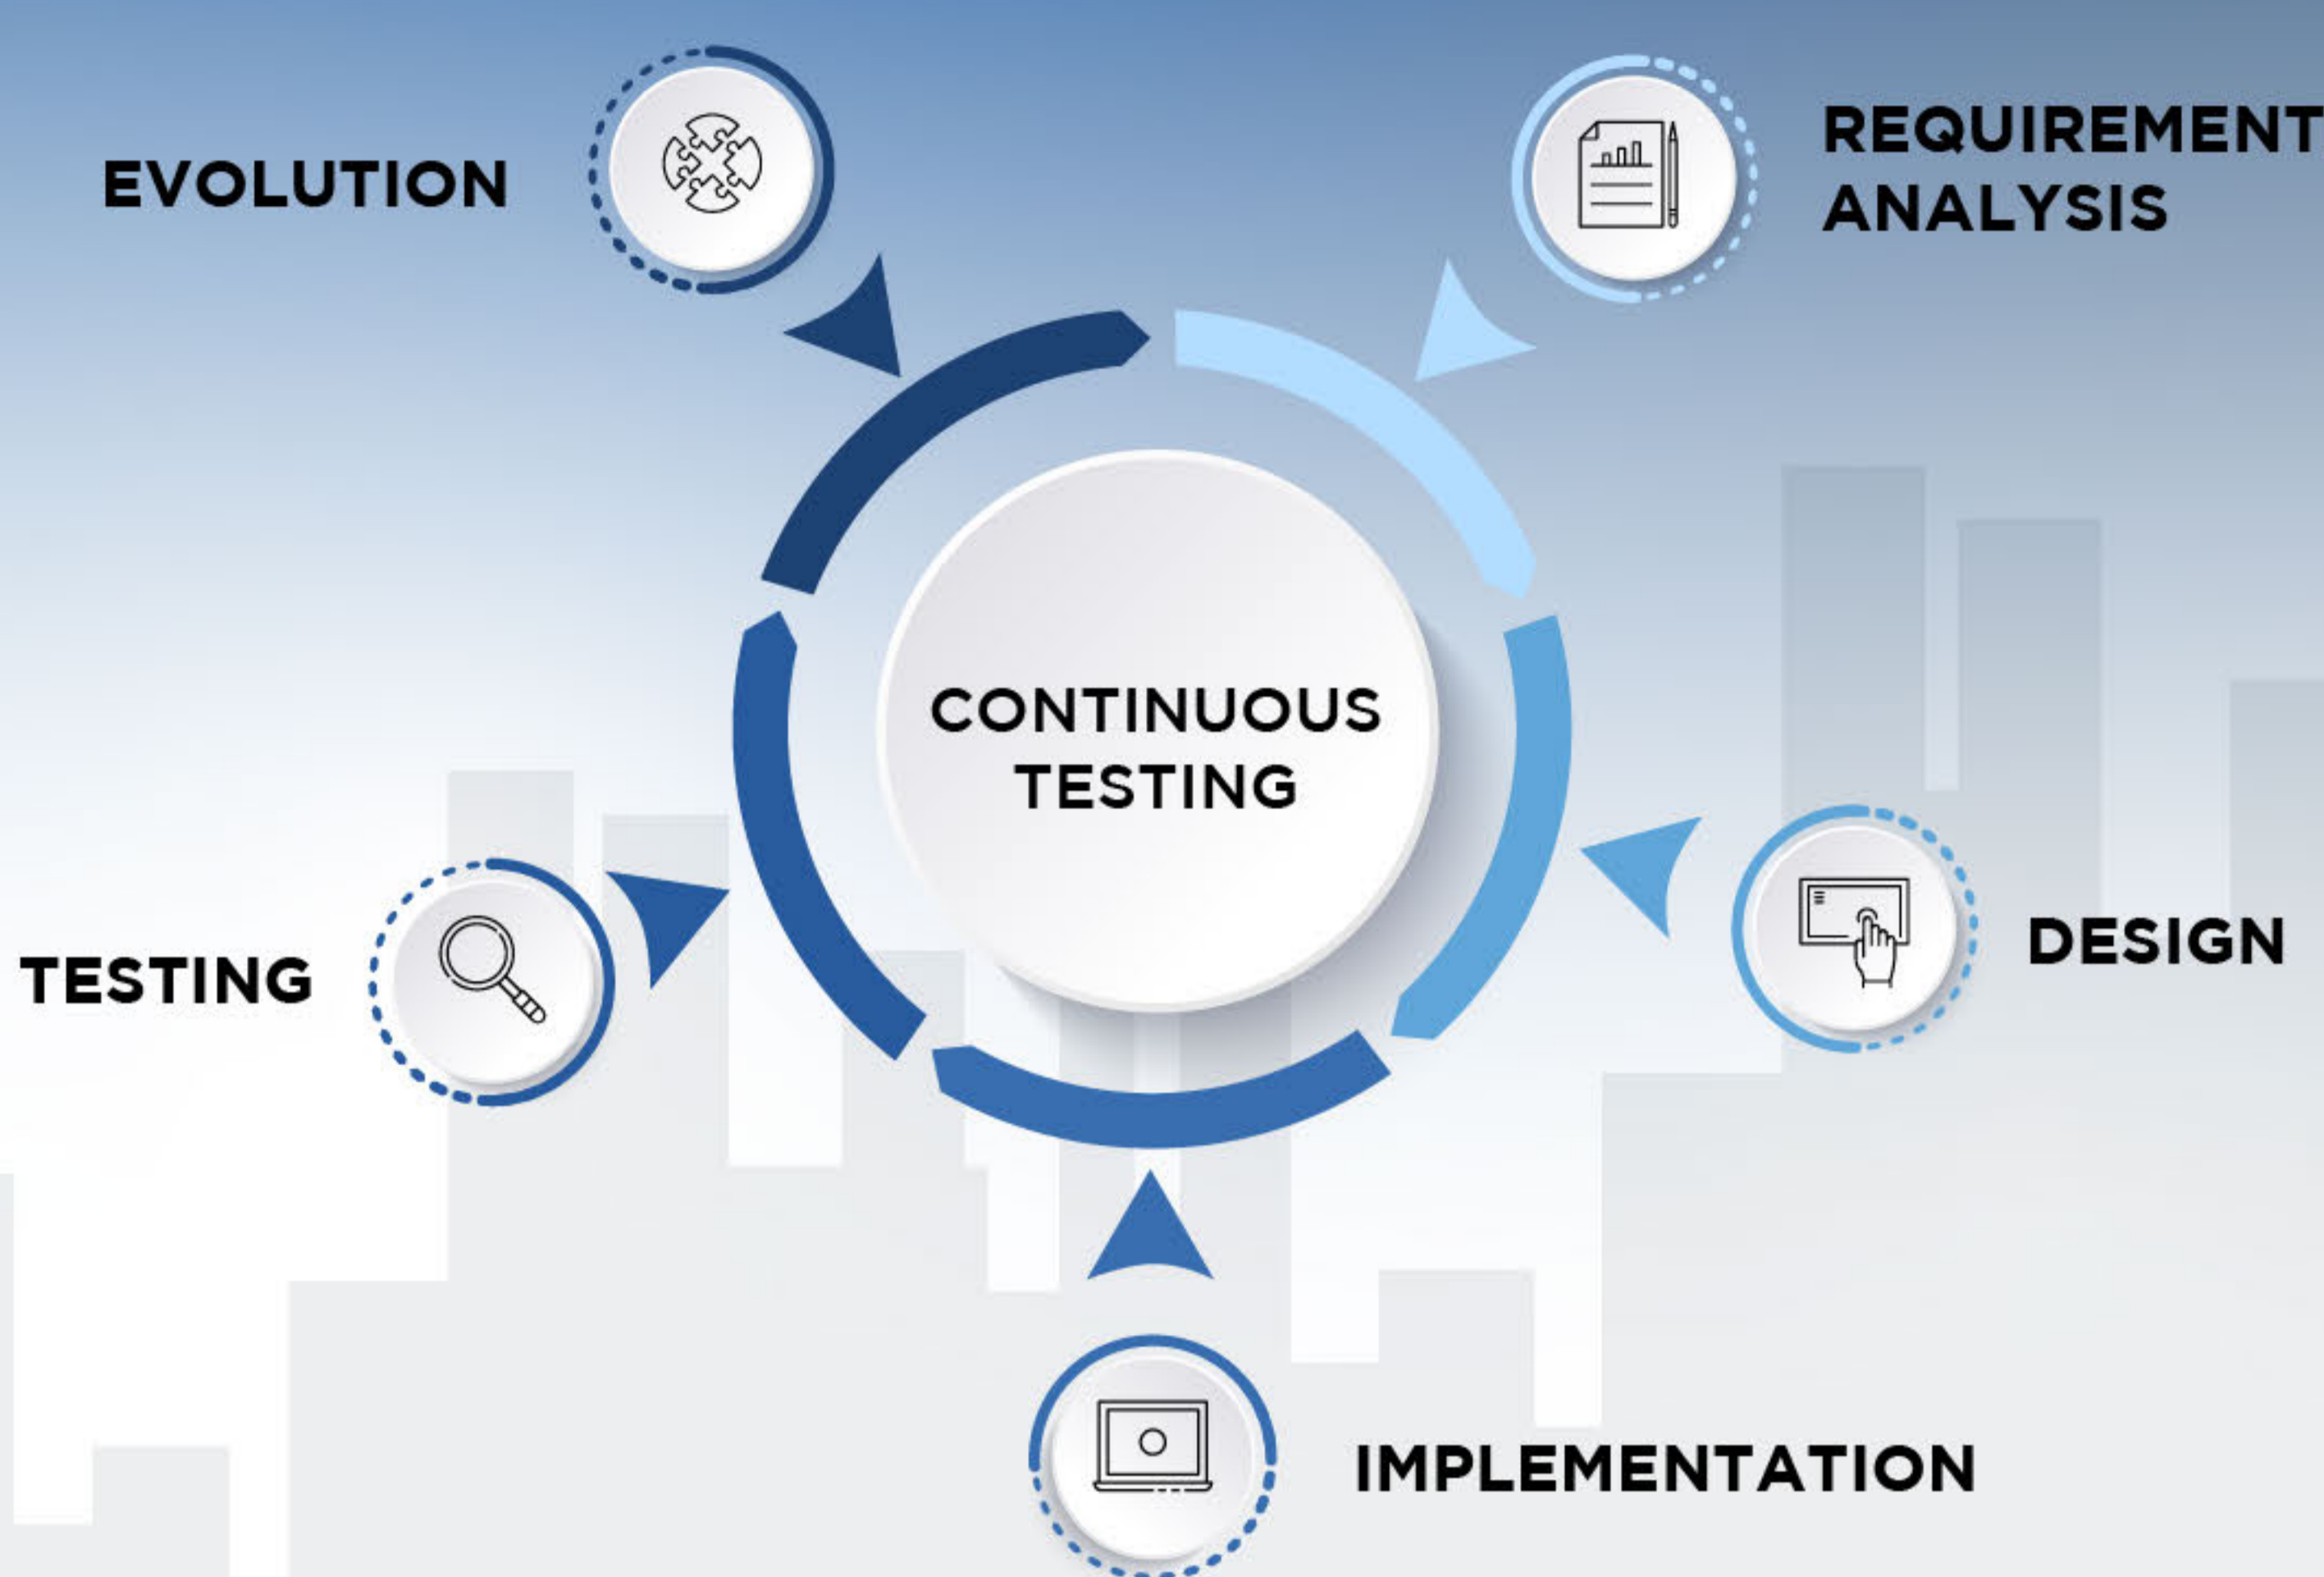 EVOLUTION
REQUIREMENT
ANALYSIS
CONTINUOUS
TESTING
DESIGN
TESTING
IMPLEMENTATION